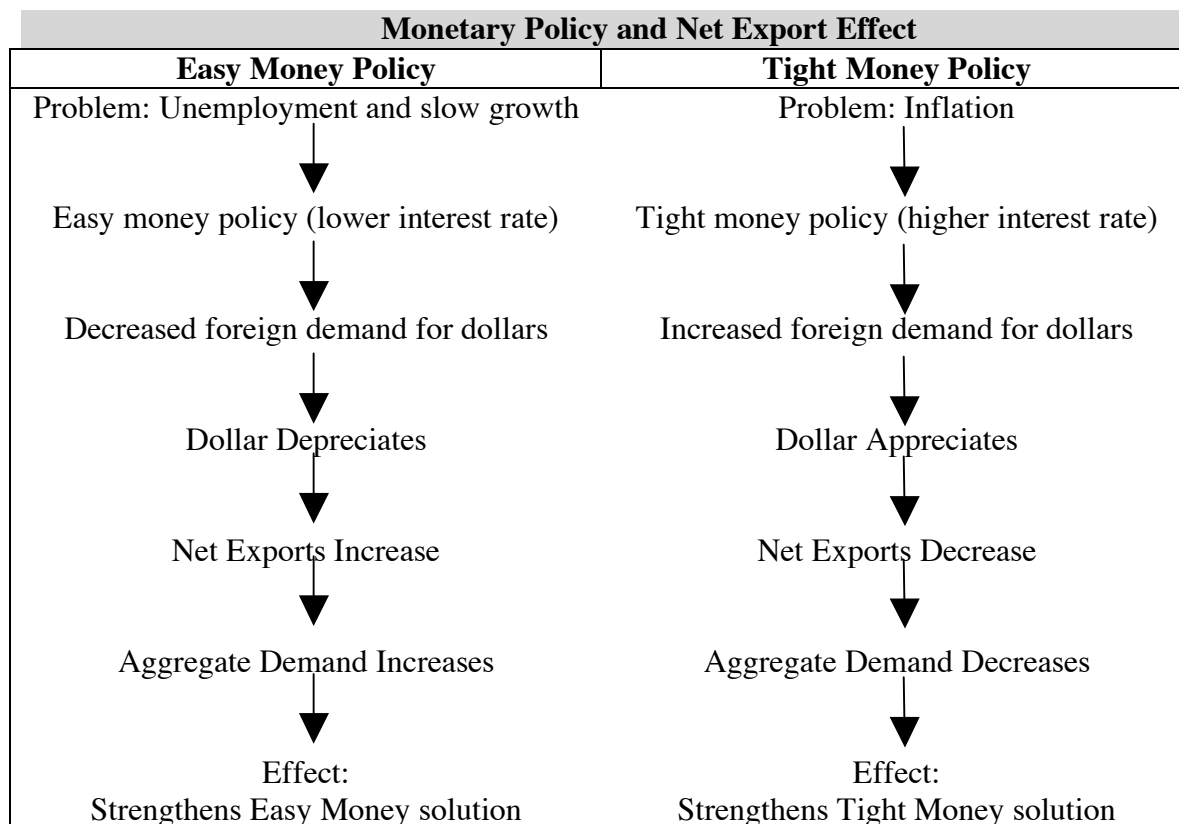 Monetary Policy and Net Export Effect
Easy Money Policy
Problem: Unemployment and slow growth
Easy money policy (lower interest rate)
Decreased foreign demand for dollars
Dollar Depreciates
Net Exports Increase
Aggregate Demand Increases
Effect:
Strengthens Easy Money solution
Tight Money Policy
Problem: Inflation
Tight money policy (higher interest rate)
Increased foreign demand for dollars
Dollar Appreciates
Net Exports Decrease
Aggregate Demand Decreases
Effect:
Strengthens Tight Money solution